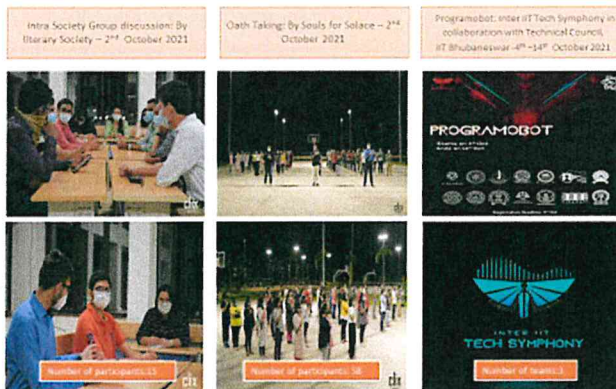 Intra Society Group discussion: By
literary Society – 2nd October 2021
Oath Taking: By Souls for Solace – 2nd
October 2021
Programobot: Inter IIT Tech Symphony in
collaboration with Technical Council,
IIT Bhubaneswar -4th -14th October 2021
PROGRAMOBOT
INTER IIT
TECH SYMPHONY
Number of participants:15
clix
Number of participants: 58
clix
Number of teams:3